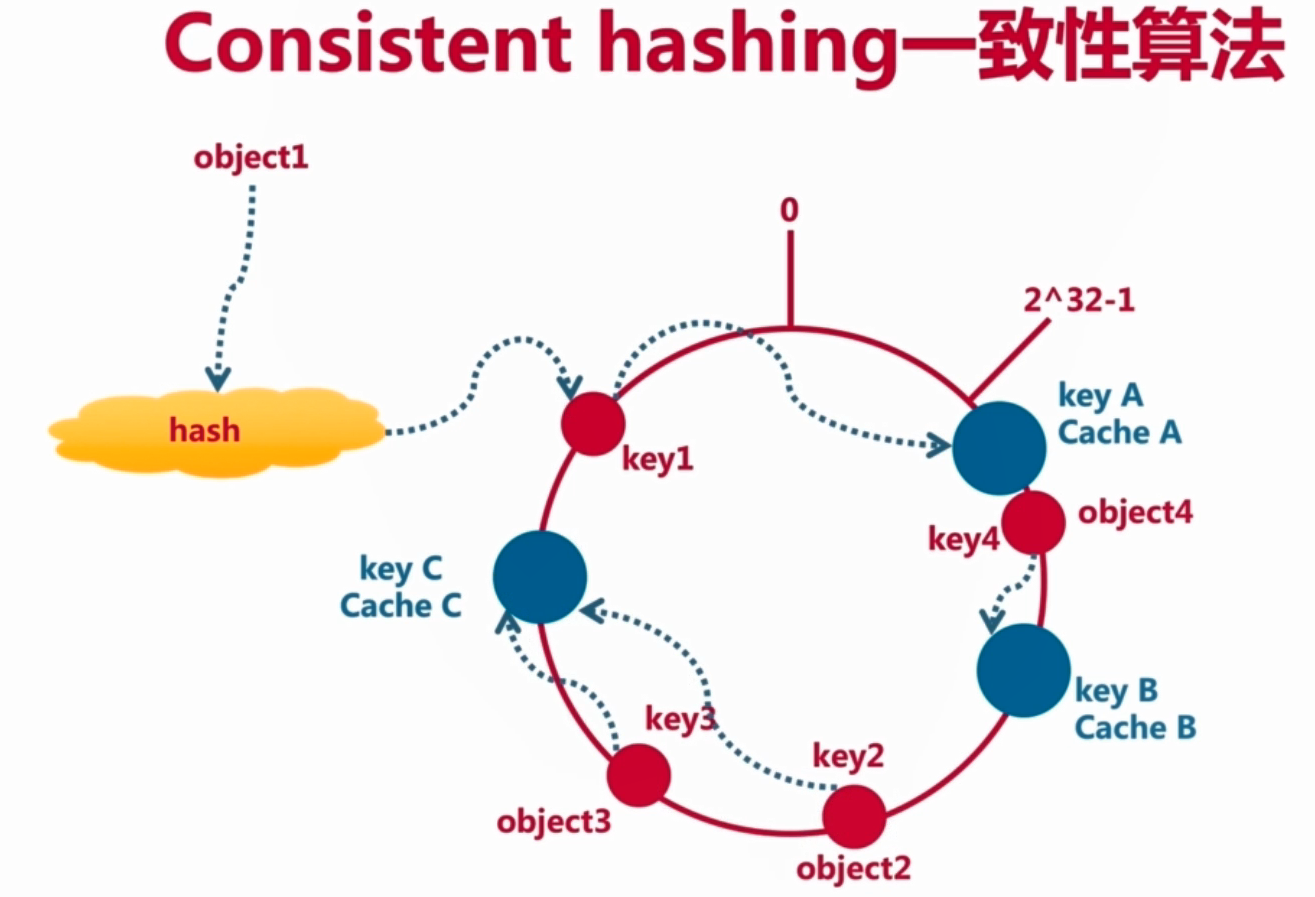 Consistent hashing一致性算法
object1
0
2^32-1
hash
key1
key A
Cache A
object4
key4
key C
Cache C
key B
Cache B
key3
key2
object3
object2